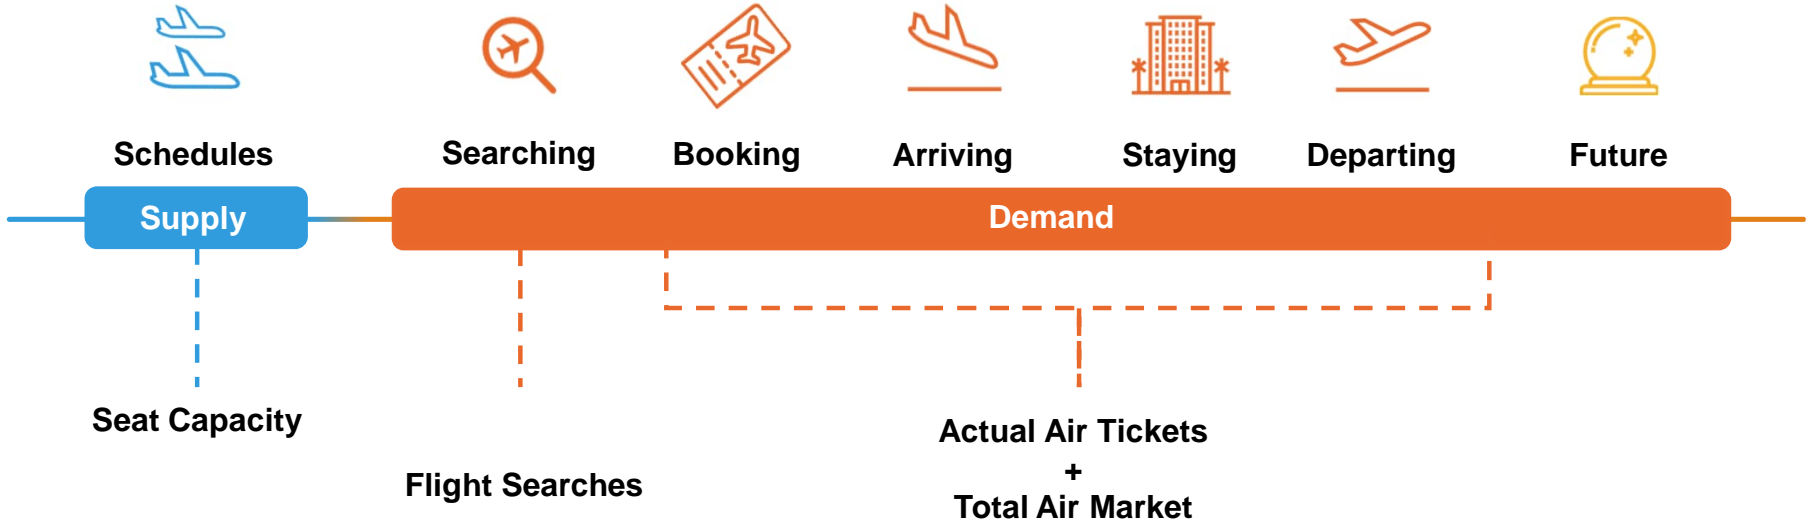 Schedules
Searching
Booking
Arriving
Staying
Departing
Future
Supply
Demand
Seat Capacity
Flight Searches
Actual Air Tickets
+
Total Air Market